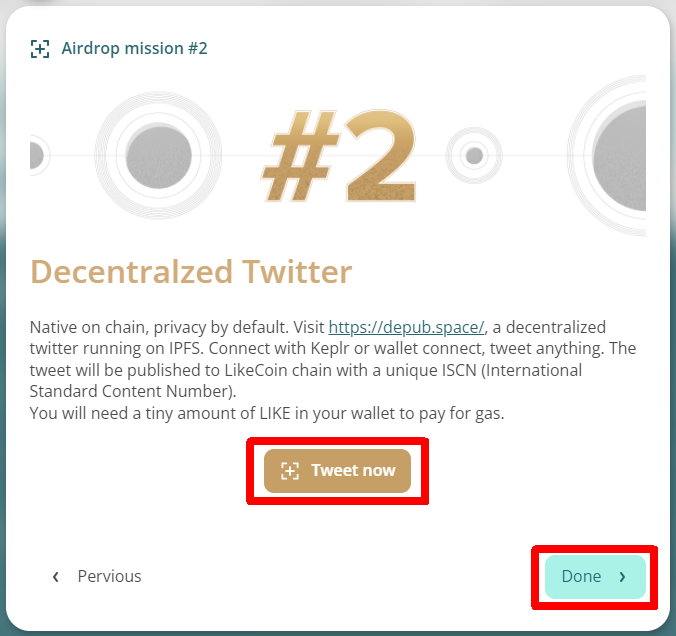 Airdrop mission #2
#2
Decentralzed Twitter
Native on chain, privacy by default. Visit https://depub.space/, a decentralized
twitter running on IPFS. Connect with Keplr or wallet connect, tweet anything. The
tweet will be published to LikeCoin chain with a unique ISCN (International
Standard Content Number).
You will need a tiny amount of LIKE in your wallet to pay for gas.
Tweet now
Pervious
Done